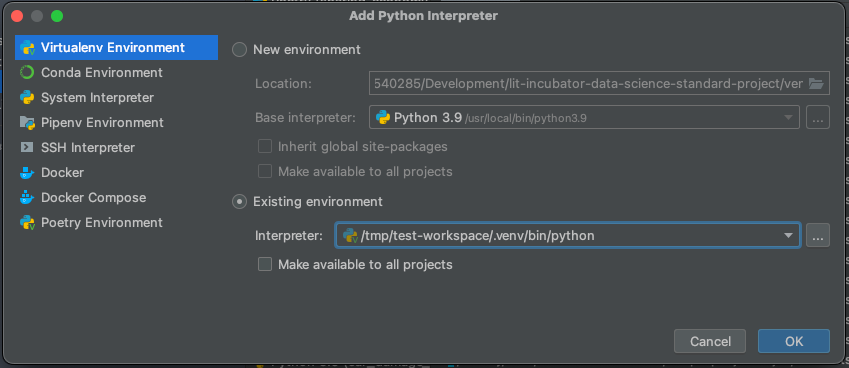 Add Python Interpreter
Virtualenv Environment
Conda Environment
System Interpreter
Pipenv Environment
SSH Interpreter
Docker
Docker Compose
Poetry Environment
New environment
Location: 540285/Development/lit-incubator-data-science-standard-project/ver
Base interpreter: Python 3.9 /usr/local/bin/python3.9 ...
Inherit global site-packages
Make available to all projects
Existing environment
Interpreter: /tmp/test-workspace/.venv/bin/python ...
Make available to all projects
Cancel OK